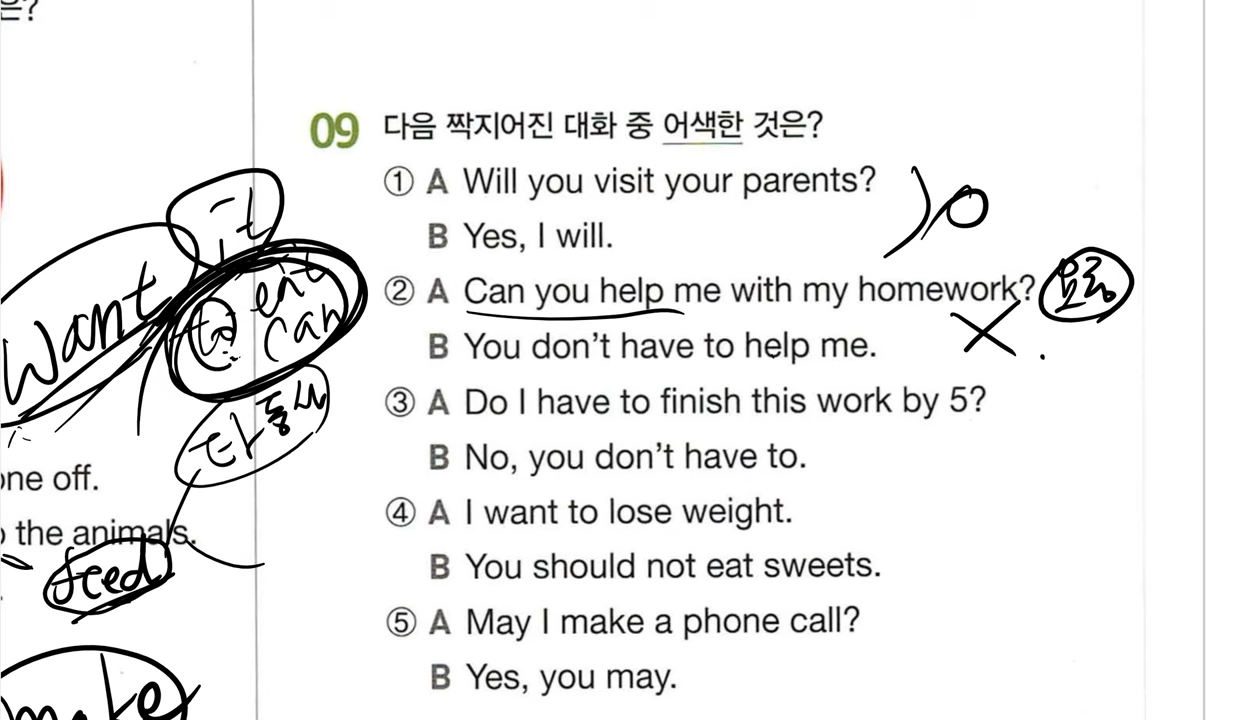 은?
09 다음 짝지어진 대화 중 어색한 것은?
① A Will you visit your parents?
B Yes, I will.
② A Can you help me with my homework?
B You don't have to help me.
③ A Do I have to finish this work by 5?
B No, you don't have to.
④ A I want to lose weight.
B You should not eat sweets.
⑤ A May I make a phone call?
B Yes, you may.
want
eat
can
타동사
one off.
the animals.
feed
make